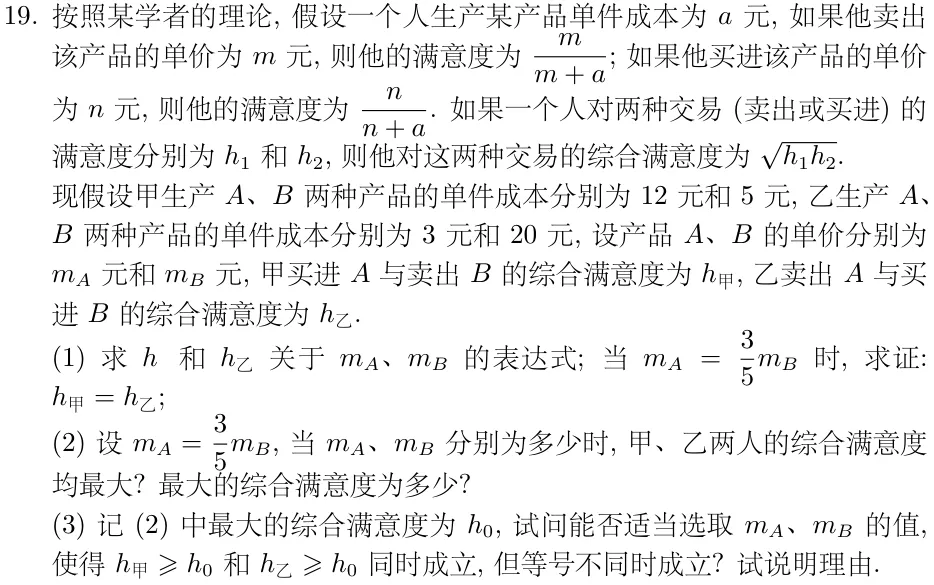 19. 按照某学者的理论, 假设一个人生产某产品单件成本为 a 元, 如果他卖出
该产品的单价为 m 元, 则他的满意度为 \frac{m}{m+a}; 如果他买进该产品的单价
为 n 元, 则他的满意度为 \frac{n}{n+a}. 如果一个人对两种交易 (卖出或买进) 的
满意度分别为 h_1 和 h_2, 则他对这两种交易的综合满意度为 \sqrt{h_1h_2}.
现假设甲生产 A、B 两种产品的单件成本分别为 12 元和 5 元, 乙生产 A、
B 两种产品的单件成本分别为 3 元和 20 元, 设产品 A、B 的单价分别为
m_A 元和 m_B 元, 甲买进 A 与卖出 B 的综合满意度为 h_甲, 乙卖出 A 与买
进 B 的综合满意度为 h_乙.
(1) 求 h 和 h_乙 关于 m_A、m_B 的表达式; 当 m_A = \frac{3}{5}m_B 时, 求证:
h_甲 = h_乙;
(2) 设 m_A = \frac{3}{5}m_B, 当 m_A、m_B 分别为多少时, 甲、乙两人的综合满意度
均最大? 最大的综合满意度为多少?
(3) 记 (2) 中最大的综合满意度为 h_0, 试问能否适当选取 m_A、m_B 的值,
使得 h_甲 ⩾ h_0 和 h_乙 ⩾ h_0 同时成立, 但等号不同时成立? 试说明理由.